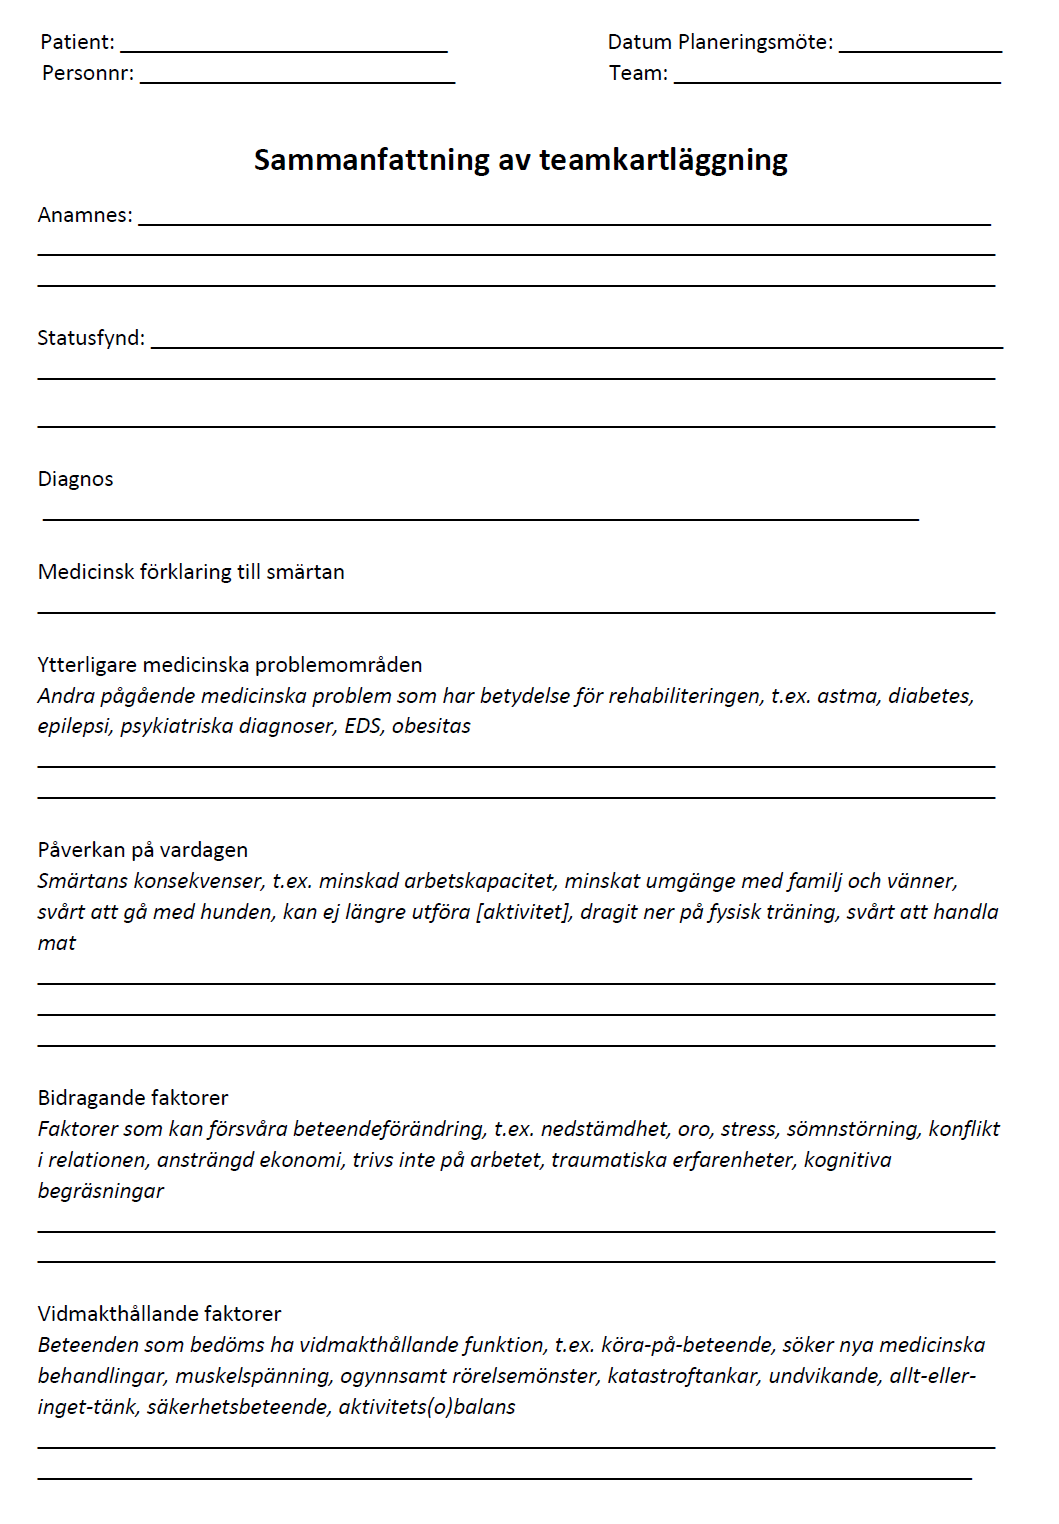 Patient: ___________________________ Datum Planeringsmöte: ______________
Personnr: __________________________ Team: ____________________________
Sammanfattning av teamkartläggning
Anamnes: ____________________________________________________________
Statusfynd: ____________________________________________________________
Diagnos
Medicinsk förklaring till smärtan
Ytterligare medicinska problemområden
Andra pågående medicinska problem som har betydelse för rehabiliteringen, t.ex. astma, diabetes,
epilepsi, psykiatriska diagnoser, EDS, obesitas
Påverkan på vardagen
Smärtans konsekvenser, t.ex. minskad arbetskapacitet, minskat umgänge med familj och vänner,
svårt att gå med hunden, kan ej längre utföra [aktivitet], dragit ner på fysisk träning, svårt att handla
mat
Bidragande faktorer
Faktorer som kan försvåra beteendeförändring, t.ex. nedstämdhet, oro, stress, sömnstörning, konflikt
i relationen, ansträngd ekonomi, trivs inte på arbetet, traumatiska erfarenheter, kognitiva
begräsningar
Vidmakthållande faktorer
Beteenden som bedöms ha vidmakthållande funktion, t.ex. köra-på-beteende, söker nya medicinska
behandlingar, muskelspänning, ogynnsamt rörelsemönster, katastroftankar, undvikande, allt-eller-
inget-tänk, säkerhetsbeteende, aktivitets(o)balans